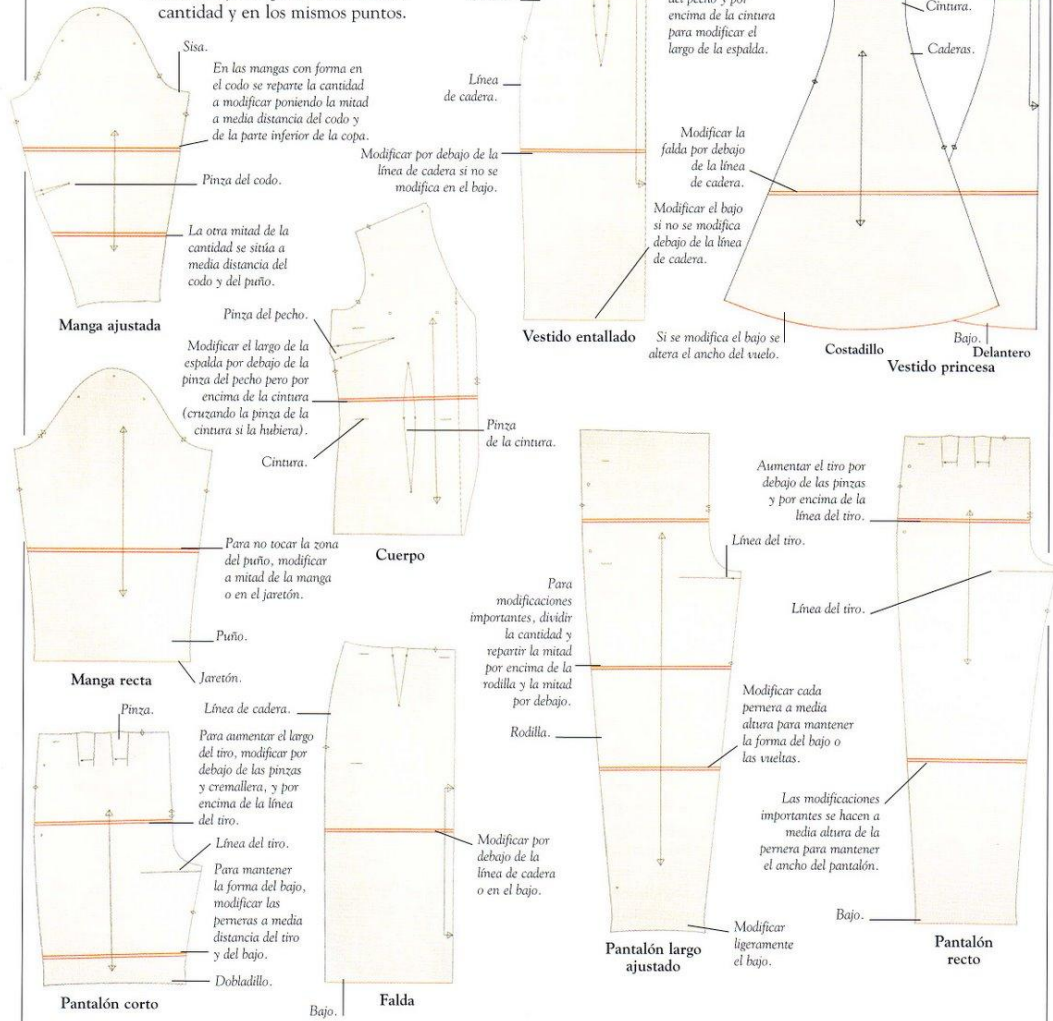 cantidad y en los mismos puntos.
Sisa.
En las mangas con forma en
el codo se reparte la cantidad
a modificar poniendo la mitad
a media distancia del codo y
de la parte inferior de la copa.
Pinza del codo.
La otra mitad de la
cantidad se sitúa a
media distancia del
codo y del puño.
Manga ajustada
Línea
de cadera.
Modificar por debajo de la
línea de cadera si no se
modifica en el bajo.
Vestido entallado
encima de la cintura
para modificar el
largo de la espalda.
Cintura.
Caderas.
Modificar la
falda por debajo
de la línea
de cadera.
Modificar el bajo
si no se modifica
debajo de la línea
de cadera.
Si se modifica el bajo se
altera el ancho del vuelo.
Costadillo
Bajo.
Delantero
Vestido princesa
Pinza del pecho.
Modificar el largo de la
espalda por debajo de la
pinza del pecho pero por
encima de la cintura
(cruzando la pinza de la
cintura si la hubiera).
Cintura.
Pinza
de la cintura.
Cuerpo
Para no tocar la zona
del puño, modificar
a mitad de la manga
o en el jaretón.
Puño.
Jaretón.
Manga recta
Pinza.
Para aumentar el largo
del tiro, modificar por
debajo de las pinzas
y cremallera, y por
encima de la línea
del tiro.
Línea del tiro.
Para mantener
la forma del bajo,
modificar las
perneras a media
distancia del tiro
y del bajo.
Dobladillo.
Pantalón corto
Línea de cadera.
Modificar por
debajo de la
línea de cadera
o en el bajo.
Bajo.
Falda
Línea del tiro.
Para
modificaciones
importantes, dividir
la cantidad y
repartir la mitad
por encima de la
rodilla y la mitad
por debajo.
Rodilla.
Modificar cada
pernera a media
altura para mantener
la forma del bajo o
las vueltas.
Modificar
ligeramente
el bajo.
Pantalón largo
ajustado
Aumentar el tiro por
debajo de las pinzas
y por encima de la
línea del tiro.
Línea del tiro.
Las modificaciones
importantes se hacen a
media altura de la
pernera para mantener
el ancho del pantalón.
Bajo.
Pantalón
recto